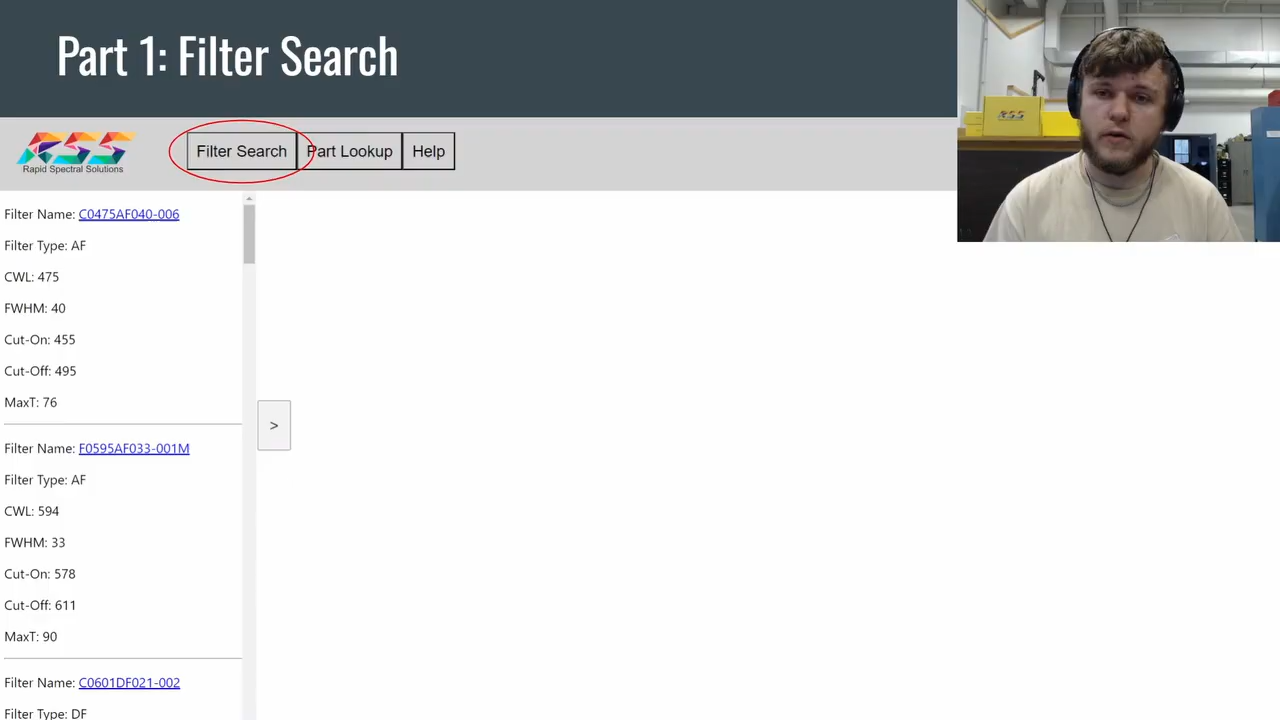 Part 1: Filter Search
RSS
Rapid Spectral Solutions
Filter Search
Part Lookup
Help
Filter Name: C0475AF040-006
Filter Type: AF
CWL: 475
FWHM: 40
Cut-On: 455
Cut-Off: 495
MaxT: 76
>
Filter Name: F0595AF033-001M
Filter Type: AF
CWL: 594
FWHM: 33
Cut-On: 578
Cut-Off: 611
MaxT: 90
Filter Name: C0601DF021-002
Filter Type: DF